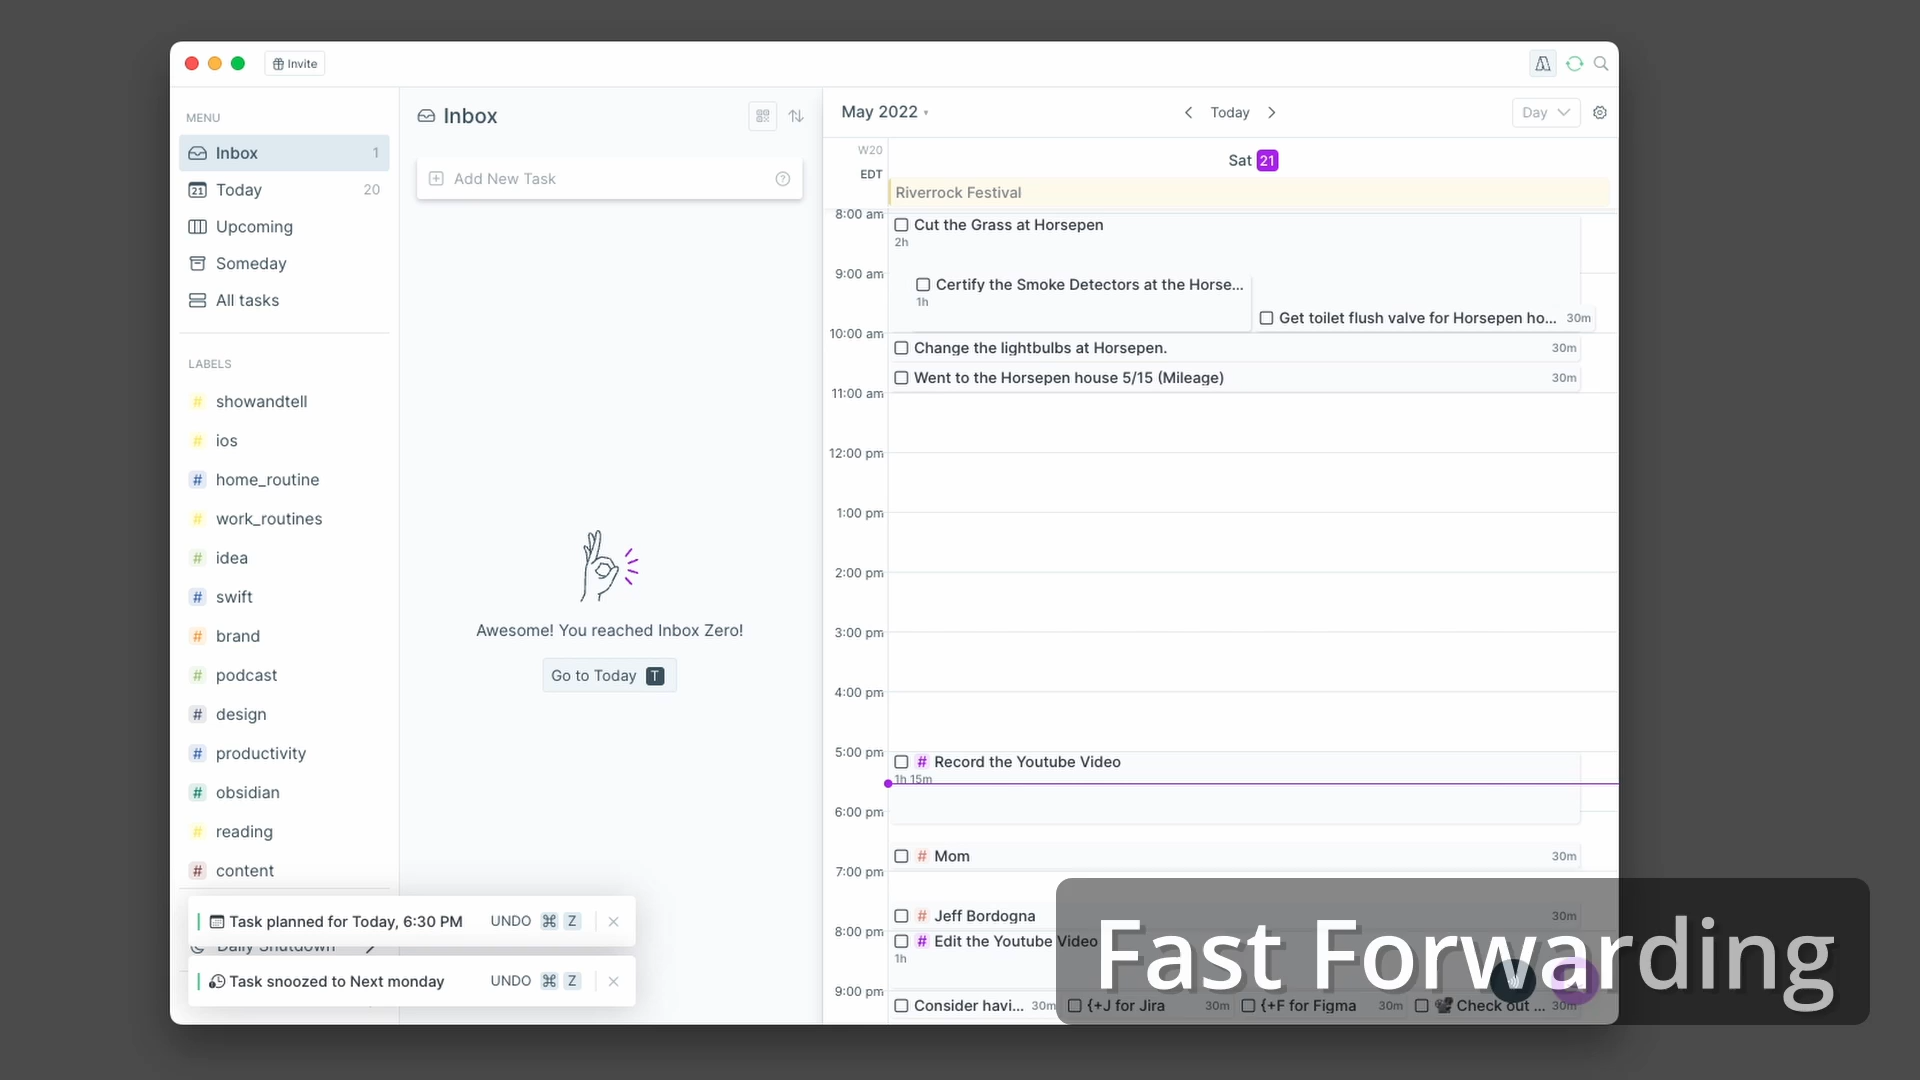 Invite
MENU
Inbox 1
Today 20
Upcoming
Someday
All tasks
LABELS
# showandtell
# ios
# home_routine
# work_routines
# idea
# swift
# brand
# podcast
# design
# productivity
# obsidian
# reading
# content
Daily Shutdown
Task planned for Today, 6:30 PM UNDO ⌘ Z
Task snoozed to Next monday UNDO ⌘ Z
Inbox
Add New Task
Awesome! You reached Inbox Zero!
Go to Today T
May 2022
Today
Day
W20
Sat 21
EDT
Riverrock Festival
8:00 am
Cut the Grass at Horsepen
2h
9:00 am
Certify the Smoke Detectors at the Horse...
1h
Get toilet flush valve for Horsepen ho... 30m
10:00 am
Change the lightbulbs at Horsepen. 30m
Went to the Horsepen house 5/15 (Mileage) 30m
11:00 am
12:00 pm
1:00 pm
2:00 pm
3:00 pm
4:00 pm
5:00 pm
# Record the Youtube Video
1h 15m
6:00 pm
# Mom 30m
7:00 pm
# Jeff Bordogna 30m
8:00 pm
# Edit the Youtube Video
1h
9:00 pm
Consider havi... 30m
{+J for Jira 30m
{+F for Figma 30m
Check out ... 30m
Fast Forwarding